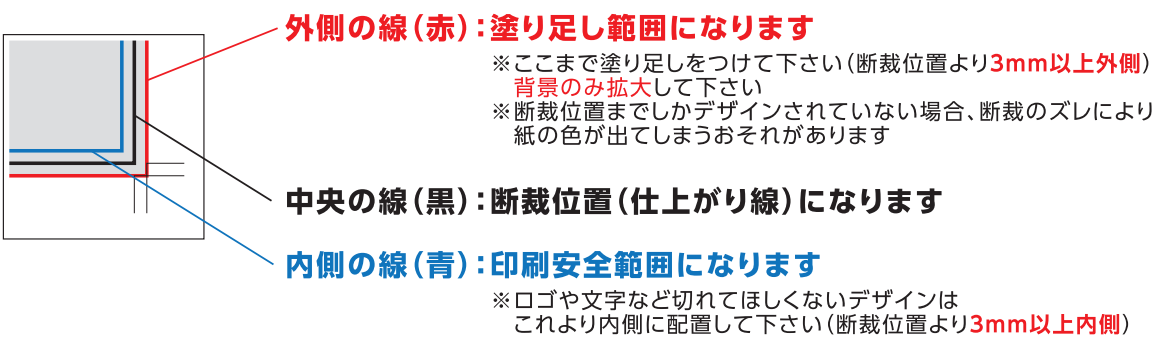 外側の線（赤）：塗り足し範囲になります
※ここまで塗り足しをつけて下さい（断裁位置より3mm以上外側）
背景のみ拡大して下さい
※断裁位置までしかデザインされていない場合、断裁のズレにより
紙の色が出てしまうおそれがあります
中央の線（黒）：断裁位置（仕上がり線）になります
内側の線（青）：印刷安全範囲になります
※ロゴや文字など切れてほしくないデザインは
これより内側に配置して下さい（断裁位置より3mm以上内側）